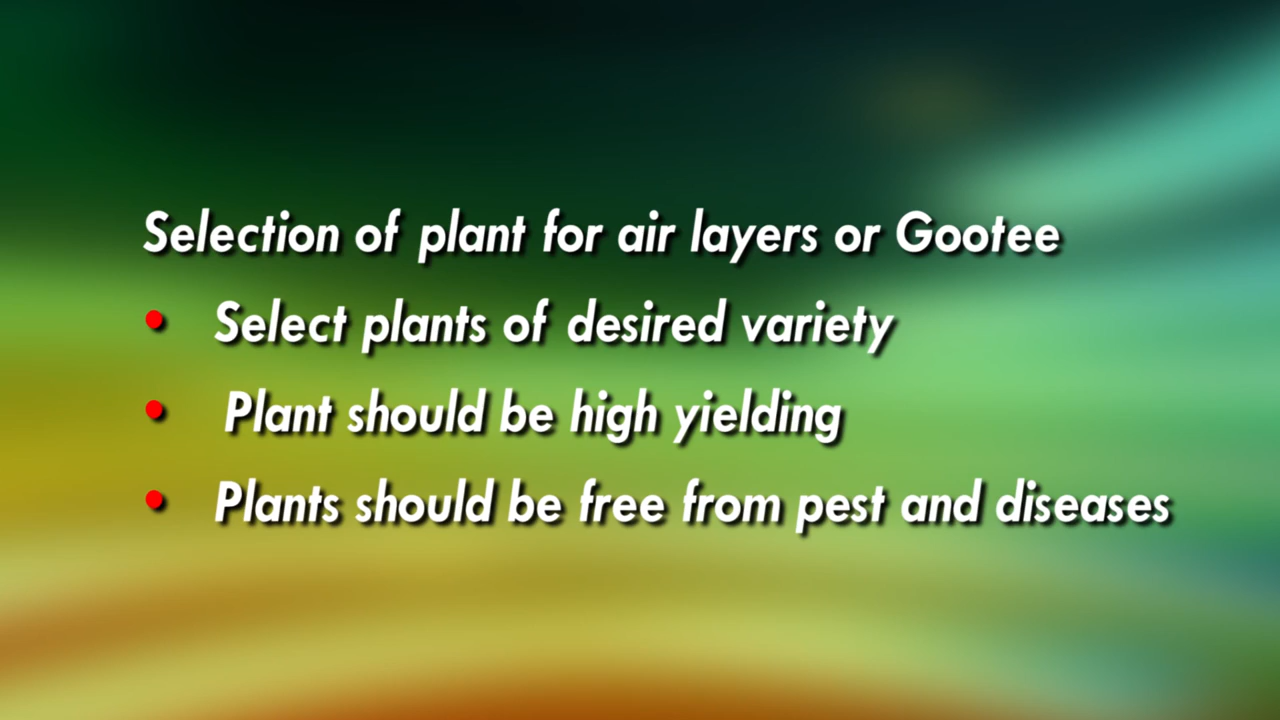 Selection of plant for air layers or Gootee
• Select plants of desired variety
• Plant should be high yielding
• Plants should be free from pest and diseases